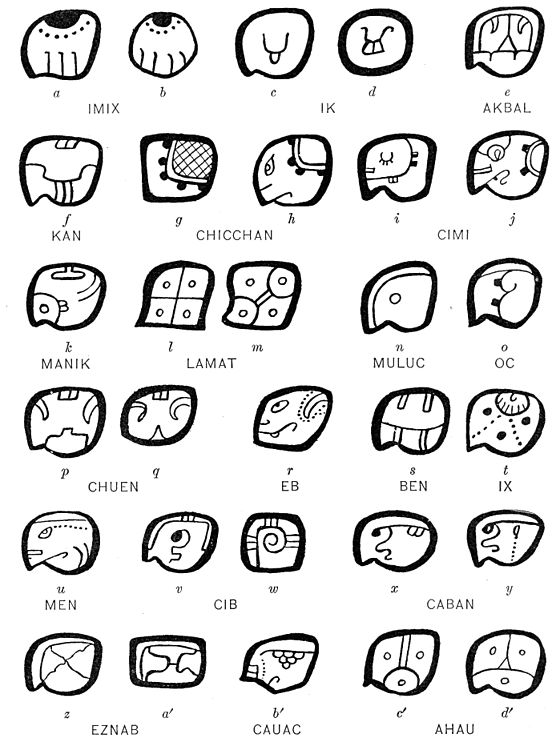 a b c d e
IMIX IK AKBAL
f g h i j
KAN CHICCHAN CIMI
k l m n o
MANIK LAMAT MULUC OC
p q r s t
CHUEN EB BEN IX
u v w x y
MEN CIB CABAN
z a′ b′ c′ d′
EZNAB CAUAC AHAU